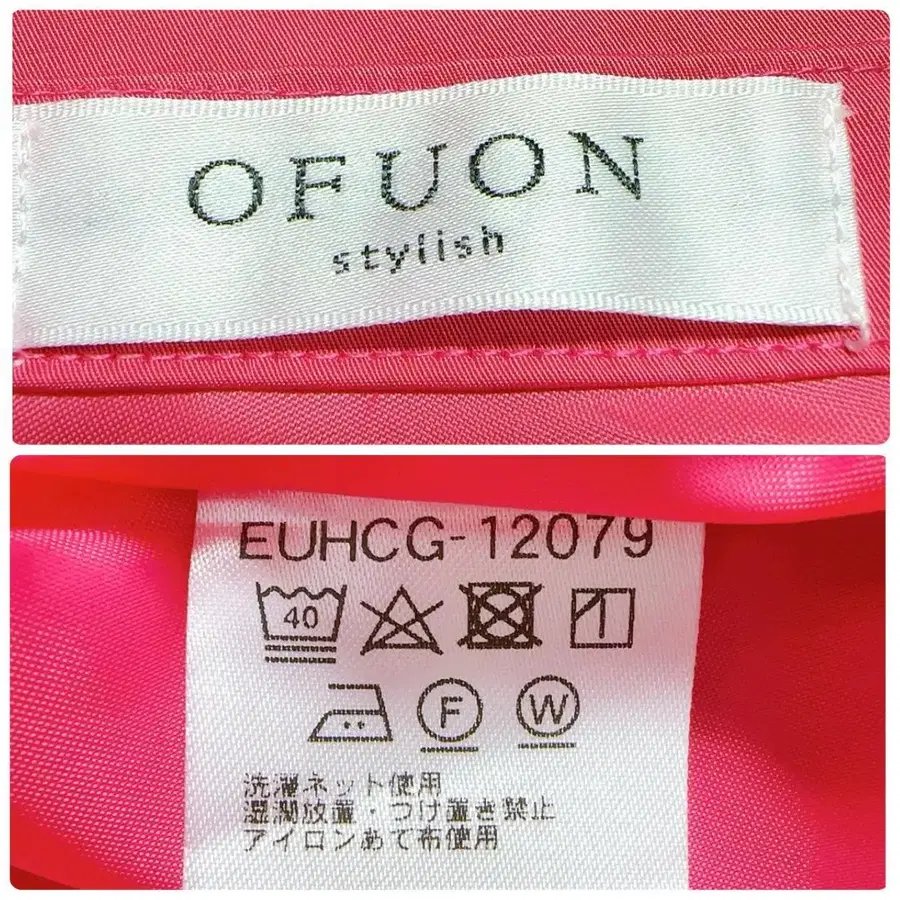 OFUON
stylish
EUHCG-12079
40
F W
洗濯ネット使用
湿潤放置・つけ置き禁止
アイロンあて布使用